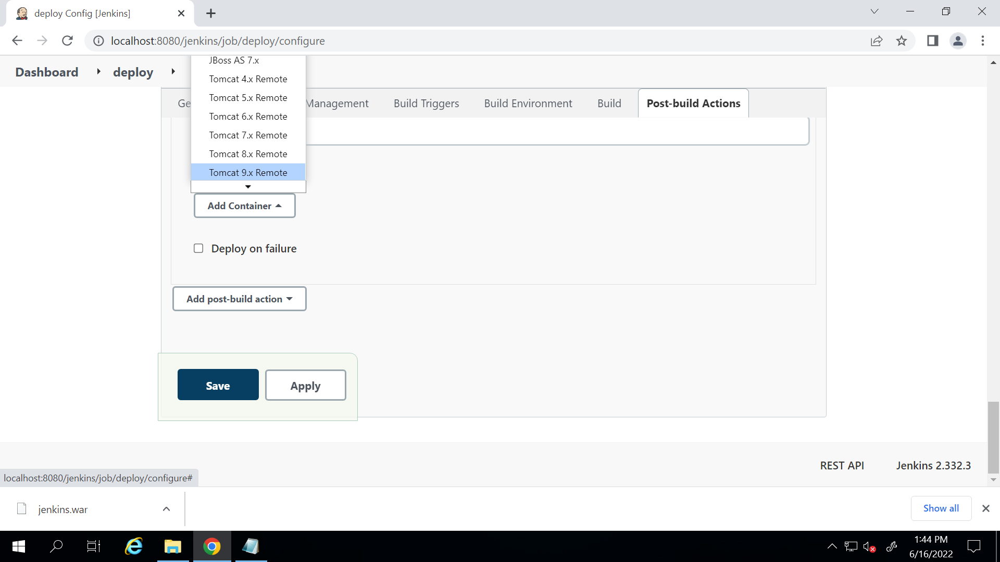 deploy Config [Jenkins]
localhost:8080/jenkins/job/deploy/configure
Dashboard
deploy
JBoss AS 7.x
Tomcat 4.x Remote
Tomcat 5.x Remote
Tomcat 6.x Remote
Tomcat 7.x Remote
Tomcat 8.x Remote
Tomcat 9.x Remote
Ge
Management
Build Triggers
Build Environment
Build
Post-build Actions
Add Container
Deploy on failure
Add post-build action
Save
Apply
REST API
Jenkins 2.332.3
localhost:8080/jenkins/job/deploy/configure#
jenkins.war
Show all
1:44 PM
6/16/2022